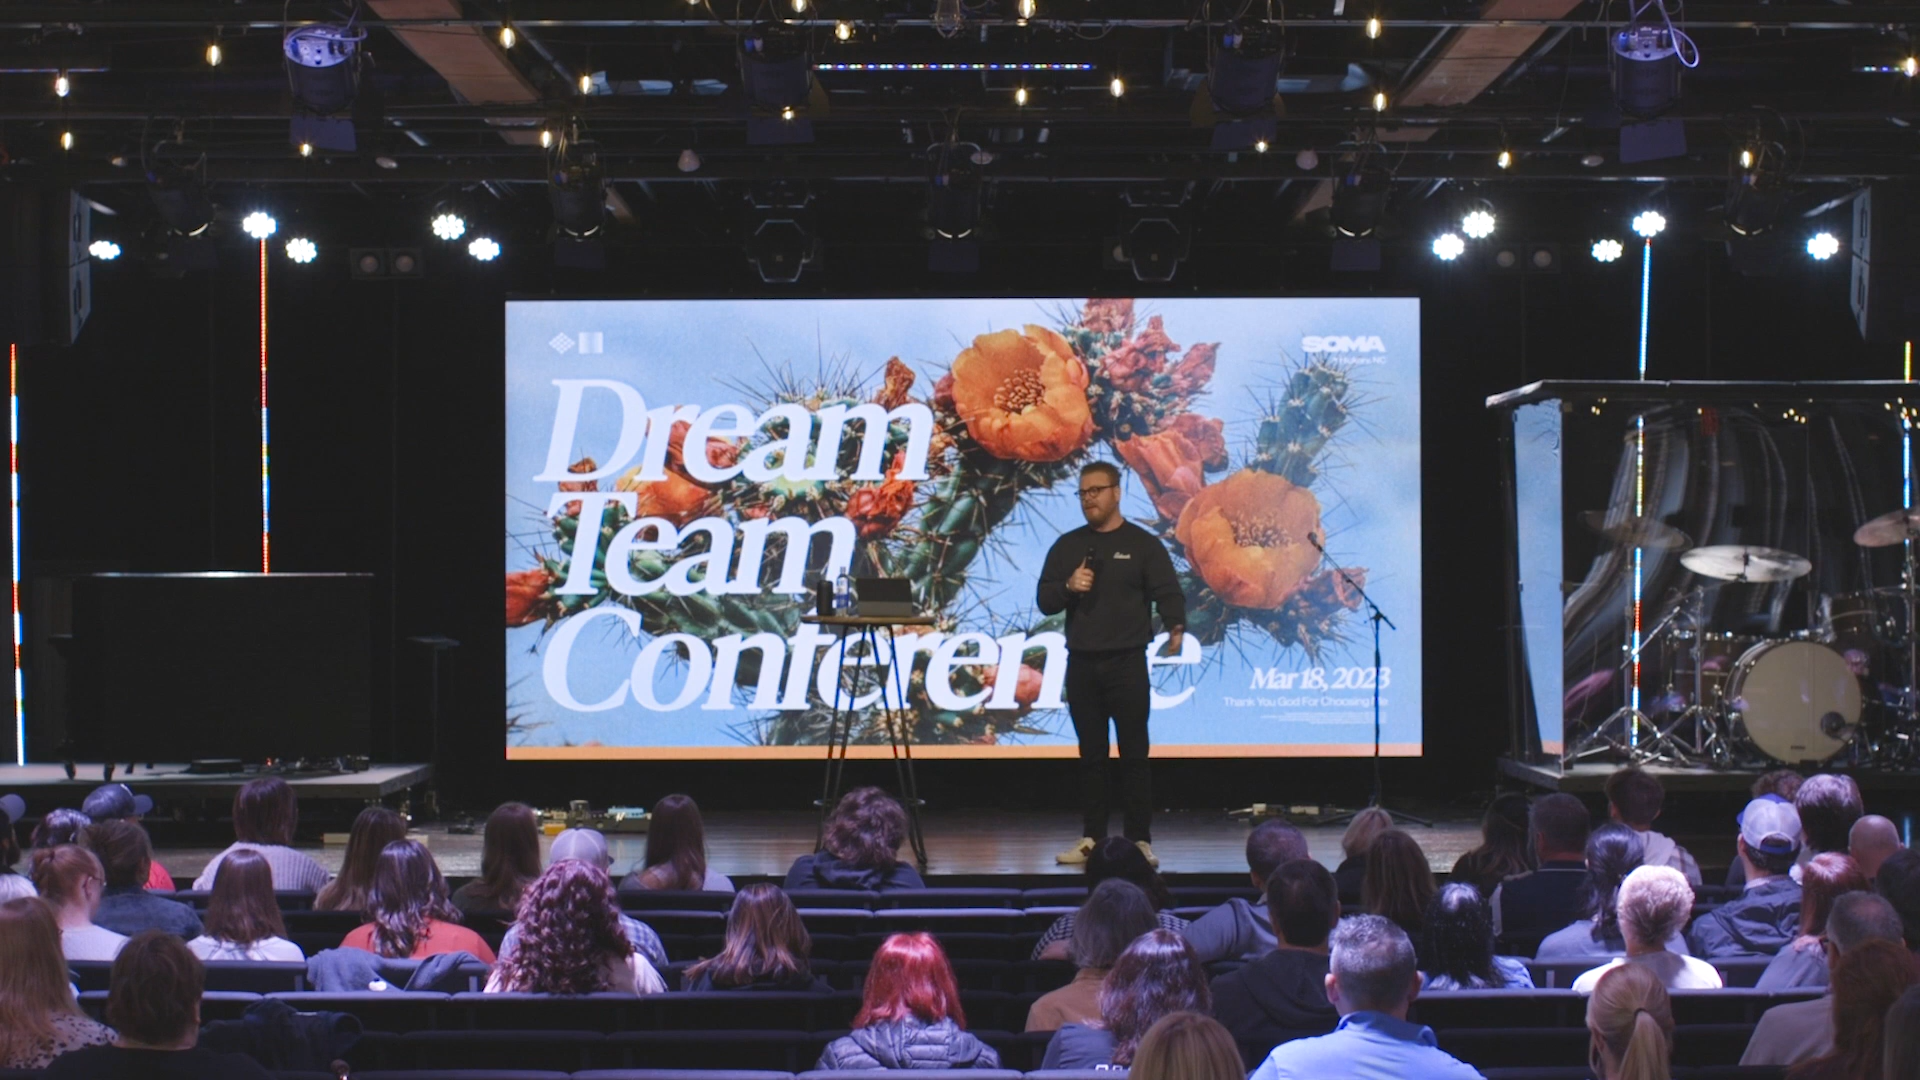 SOMA
Dream
Team
Conference
Mar 18, 2023
Thank You God For Choosing Me